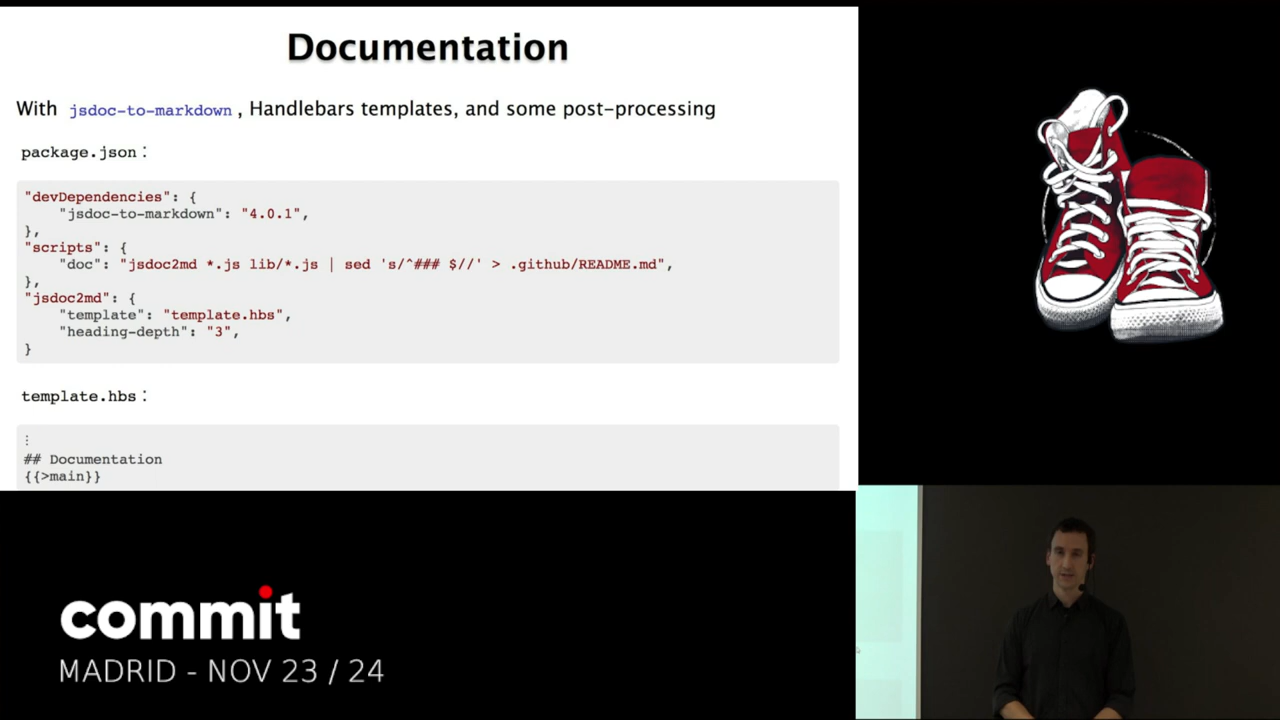 Documentation
With jsdoc-to-markdown , Handlebars templates, and some post-processing
package.json :
"devDependencies": {
    "jsdoc-to-markdown": "4.0.1",
},
"scripts": {
    "doc": "jsdoc2md *.js lib/*.js | sed 's/^### $//' > .github/README.md",
},
"jsdoc2md": {
    "template": "template.hbs",
    "heading-depth": "3",
}
template.hbs :
⋮
## Documentation
{{>main}}
commit
MADRID - NOV 23 / 24